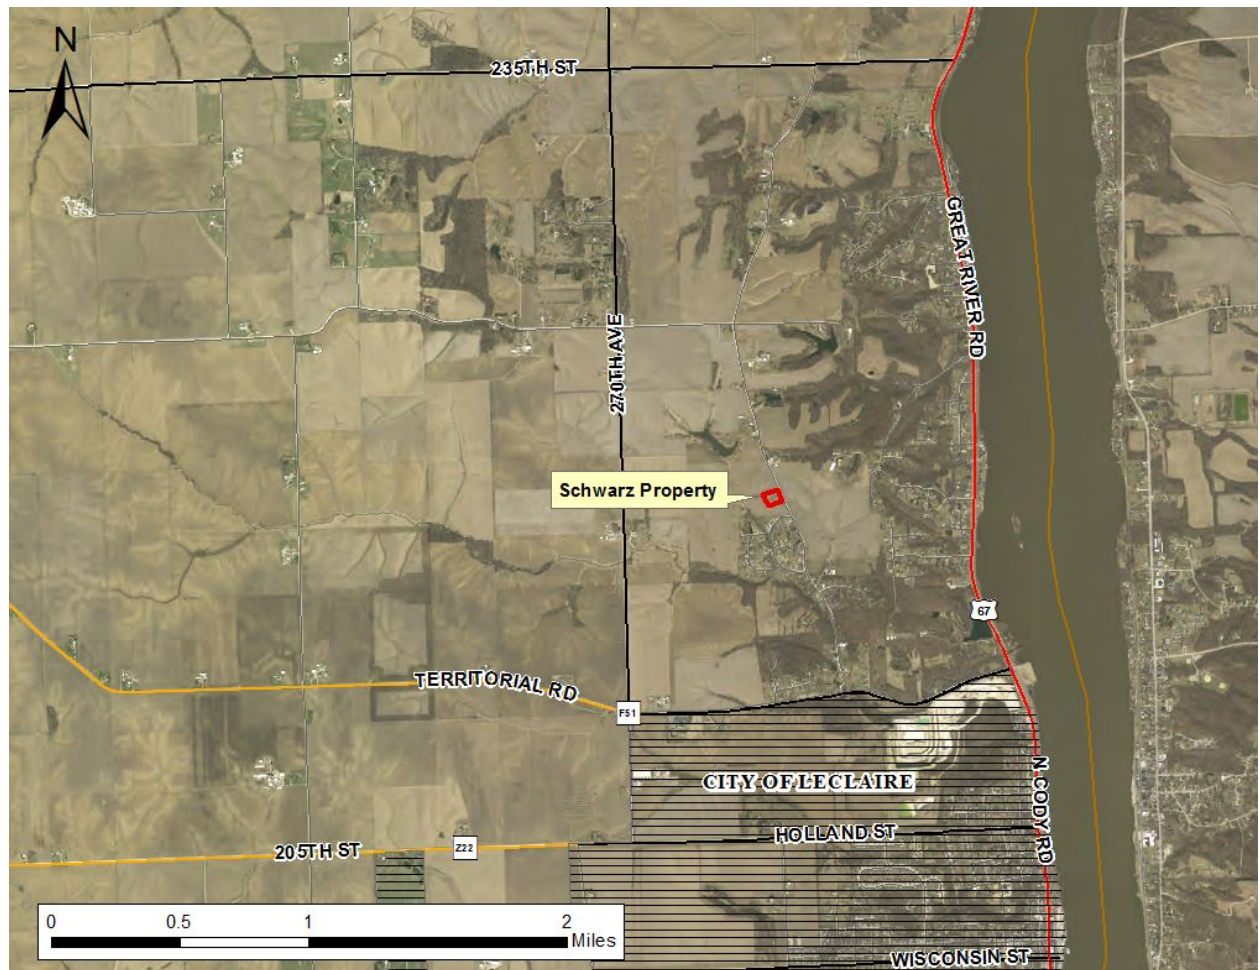 N
235TH ST
GREAT RIVER RD
270TH AVE
Schwarz Property
67
TERRITORIAL RD
F51
CITY OF LECLAIRE
N CODY RD
HOLLAND ST
205TH ST
Z22
0 0.5 1 2
Miles
WISCONSIN ST